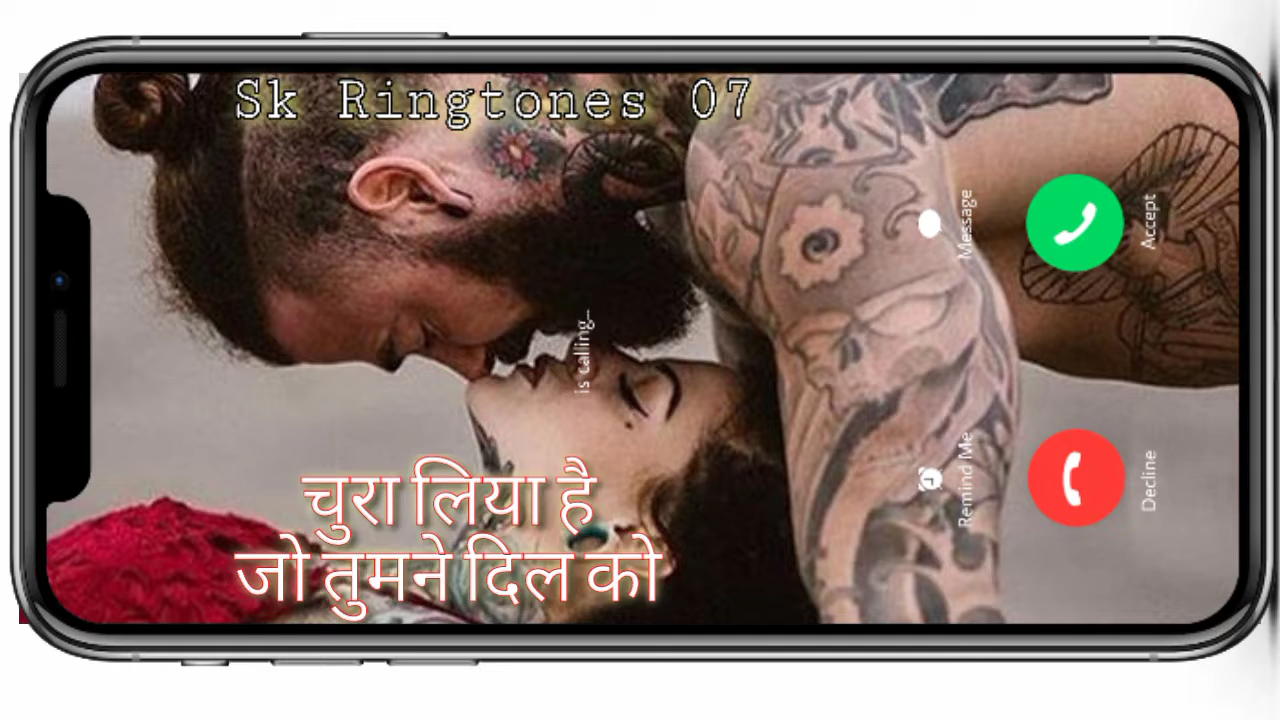 Sk Ringtones 07
is calling...
Message
Accept
Remind Me
Decline
चुरा लिया है
जो तुमने दिल को